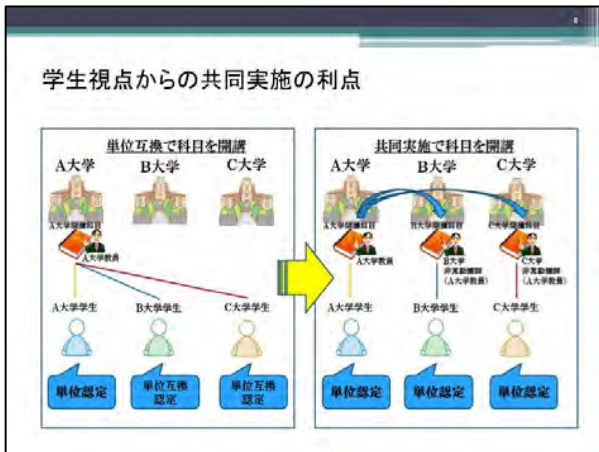 学生視点からの共同実施の利点
単位互換で科目を開講
A大学 B大学 C大学
A大学開講科目
A大学教員
A大学学生 B大学学生 C大学学生
単位認定
単位互換
認定
単位互換
認定
共同実施で科目を開講
A大学 B大学 C大学
A大学開講科目 B大学開講科目 C大学開講科目
A大学教員
B大学
非常勤講師
(A大学教員)
C大学
非常勤講師
(A大学教員)
A大学学生 B大学学生 C大学学生
単位認定 単位認定 単位認定